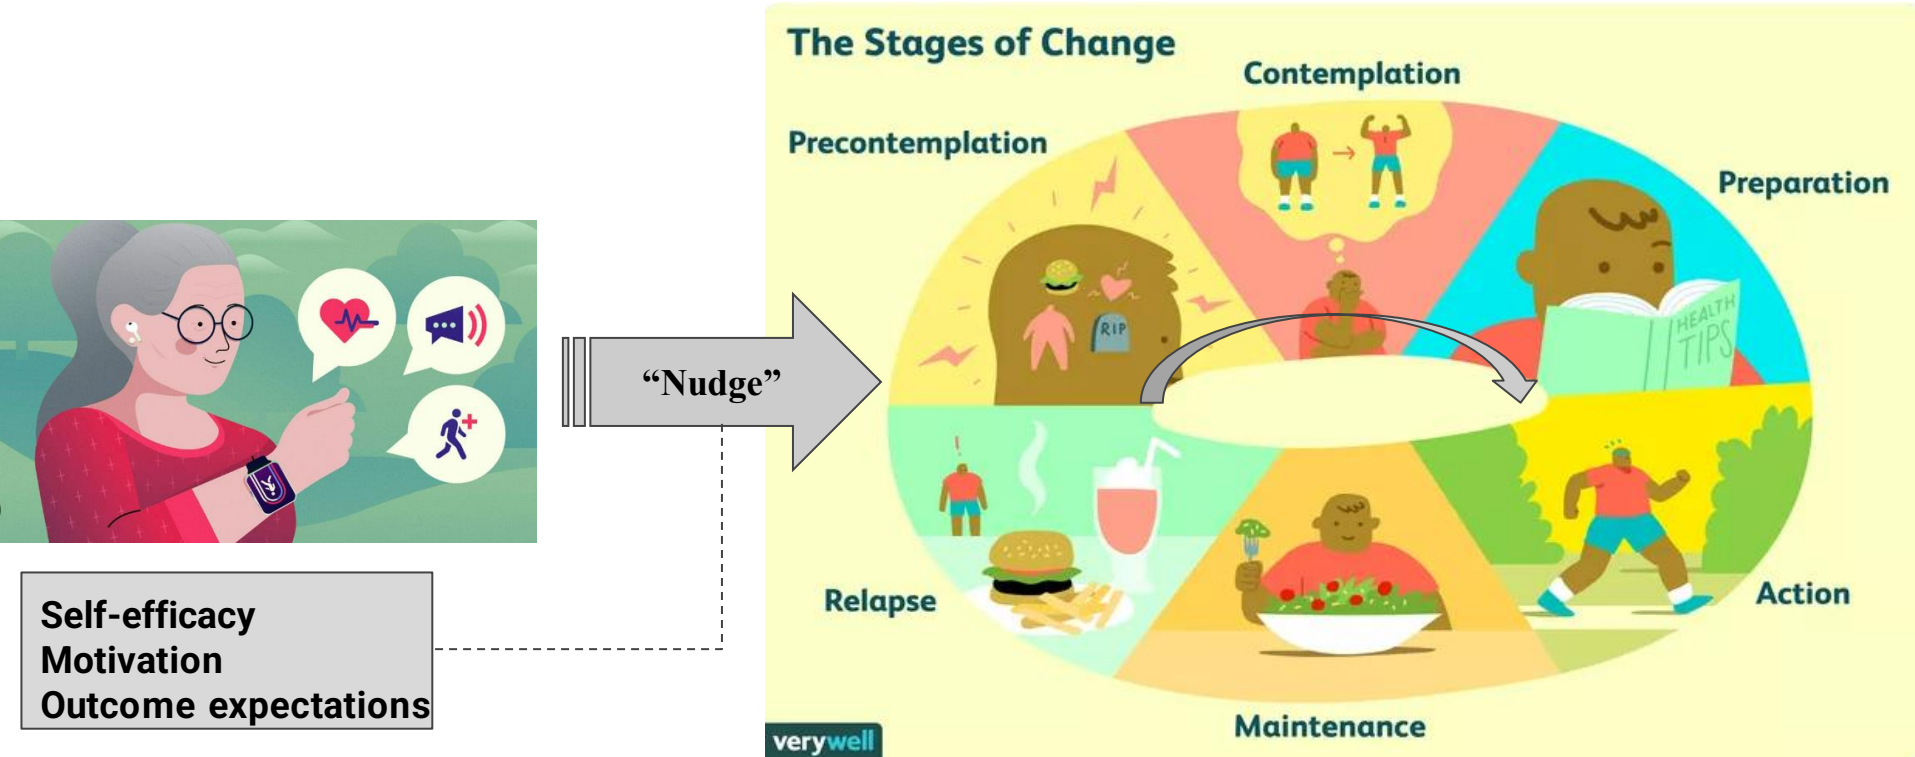 The Stages of Change
Contemplation
Precontemplation
Preparation
RIP
HEALTH
TIPS
“Nudge”
Self-efficacy
Motivation
Outcome expectations
Relapse
Action
Maintenance
verywell